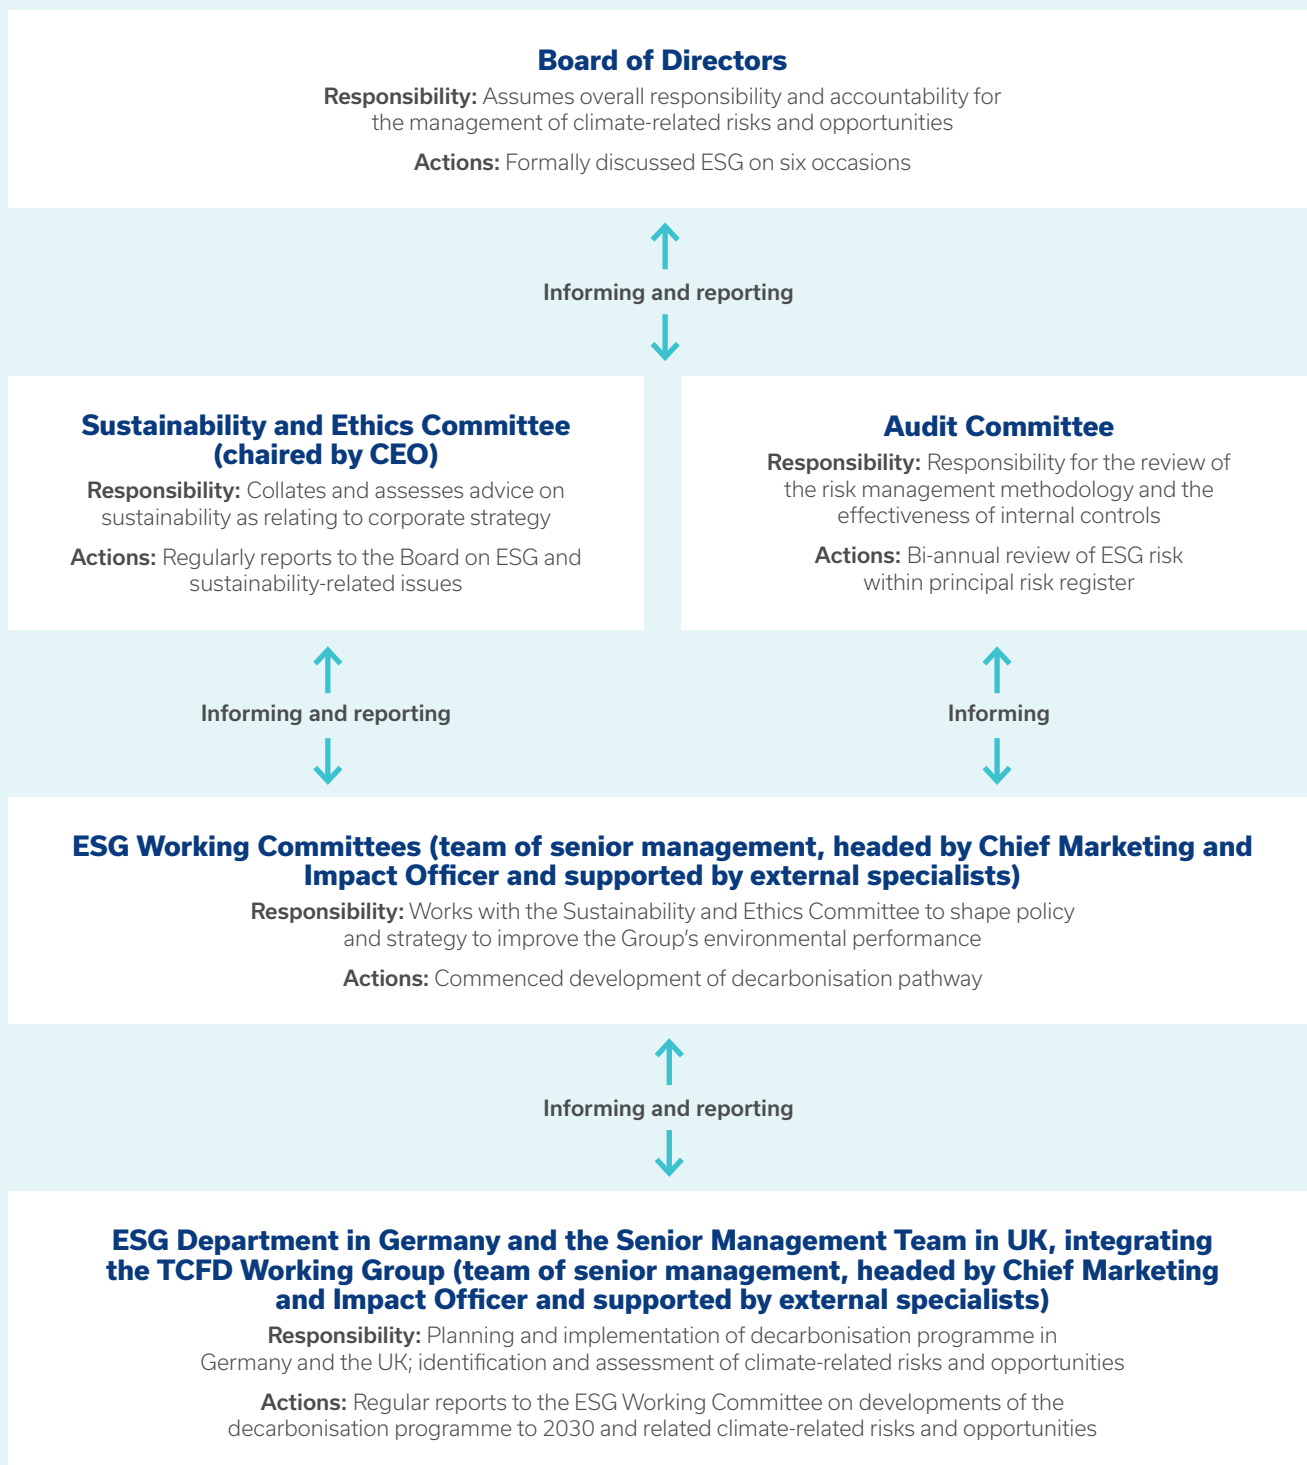 Board of Directors
Responsibility: Assumes overall responsibility and accountability for
the management of climate-related risks and opportunities
Actions: Formally discussed ESG on six occasions
Informing and reporting
Sustainability and Ethics Committee
(chaired by CEO)
Responsibility: Collates and assesses advice on
sustainability as relating to corporate strategy
Actions: Regularly reports to the Board on ESG and
sustainability-related issues
Audit Committee
Responsibility: Responsibility for the review of
the risk management methodology and the
effectiveness of internal controls
Actions: Bi-annual review of ESG risk
within principal risk register
Informing and reporting
Informing
ESG Working Committees (team of senior management, headed by Chief Marketing and
Impact Officer and supported by external specialists)
Responsibility: Works with the Sustainability and Ethics Committee to shape policy
and strategy to improve the Group's environmental performance
Actions: Commenced development of decarbonisation pathway
Informing and reporting
ESG Department in Germany and the Senior Management Team in UK, integrating
the TCFD Working Group (team of senior management, headed by Chief Marketing
and Impact Officer and supported by external specialists)
Responsibility: Planning and implementation of decarbonisation programme in
Germany and the UK; identification and assessment of climate-related risks and opportunities
Actions: Regular reports to the ESG Working Committee on developments of the
decarbonisation programme to 2030 and related climate-related risks and opportunities